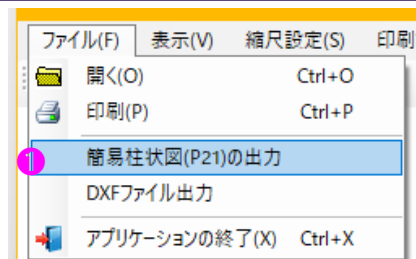 ファイル(F) 表示(V) 縮尺設定(S) 印刷
開く(O) Ctrl+O
印刷(P) Ctrl+P
1 簡易柱状図(P21)の出力
DXFファイル出力
アプリケーションの終了(X) Ctrl+X